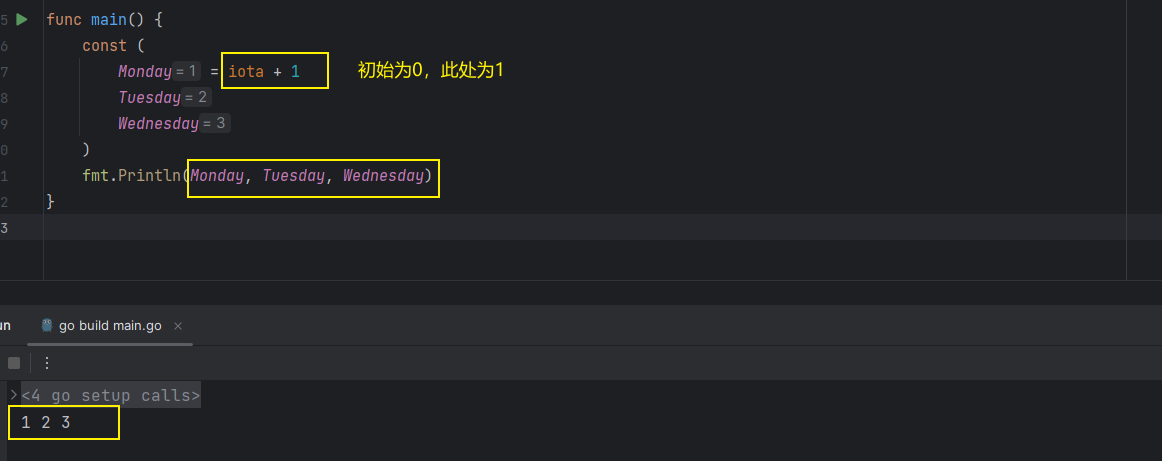 5 func main() {
6 const (
7 Monday = 1 = iota + 1 初始为0，此处为1
8 Tuesday = 2
9 Wednesday = 3
0 )
1 fmt.Println(Monday, Tuesday, Wednesday)
2 }
3
un go build main.go ×
<4 go setup calls>
1 2 3